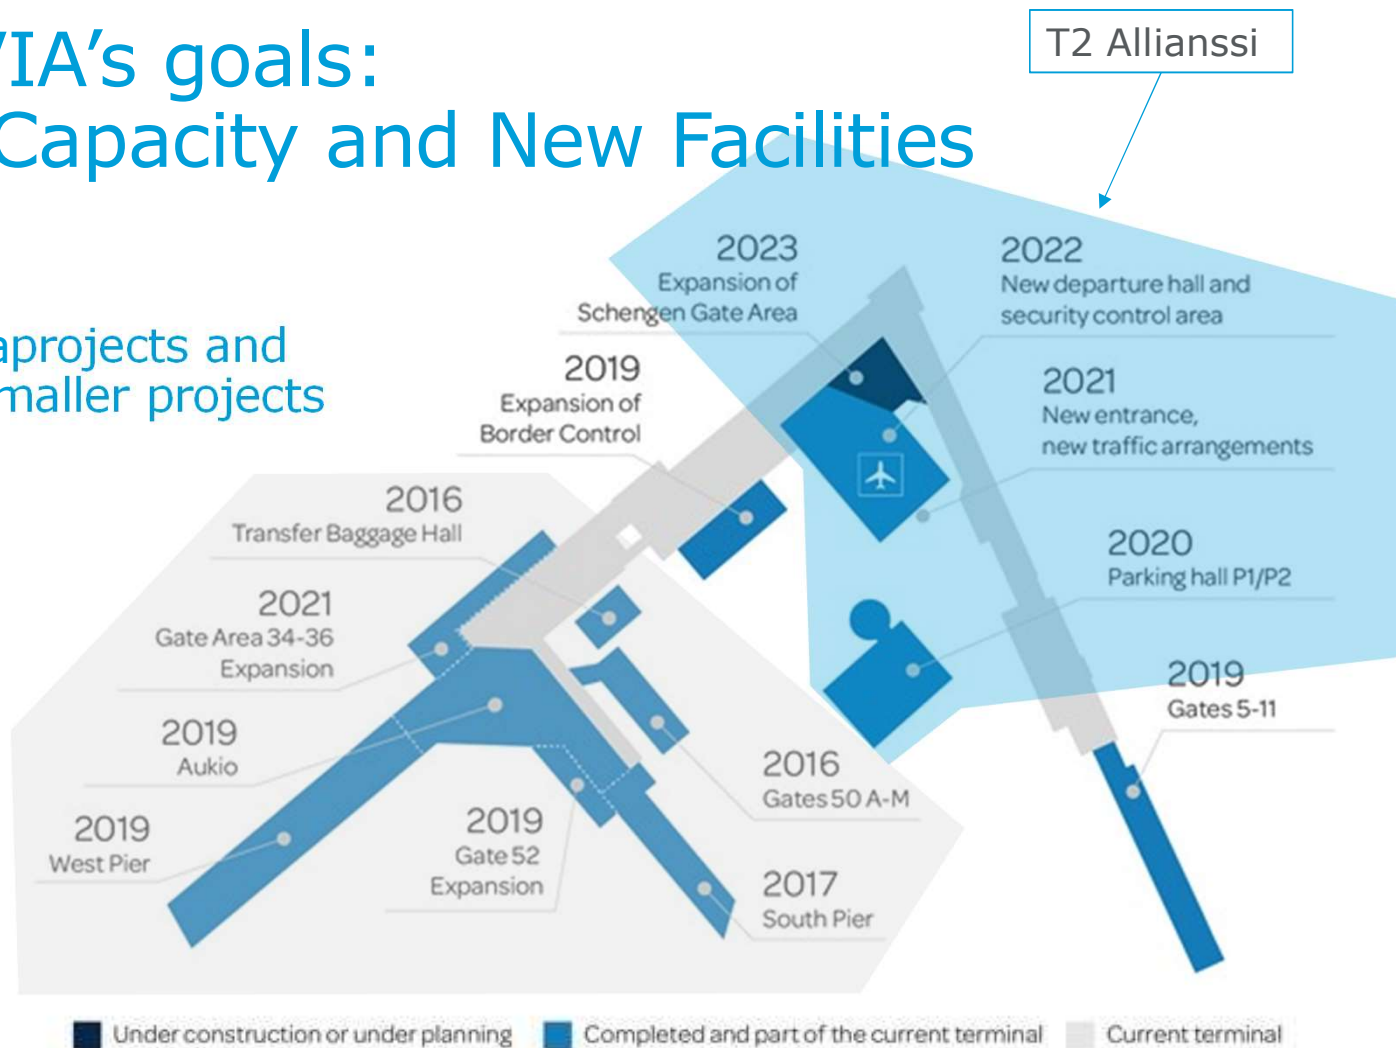 VIA’s goals:
Capacity and New Facilities
T2 Allianssi
aprojects and
maller projects
2023
Expansion of
Schengen Gate Area
2022
New departure hall and
security control area
2019
Expansion of
Border Control
2021
New entrance,
new traffic arrangements
2016
Transfer Baggage Hall
2020
Parking hall P1/P2
2021
Gate Area 34-36
Expansion
2019
Gates 5-11
2019
Aukio
2016
Gates 50 A-M
2019
West Pier
2019
Gate 52
Expansion
2017
South Pier
Under construction or under planning
Completed and part of the current terminal
Current terminal